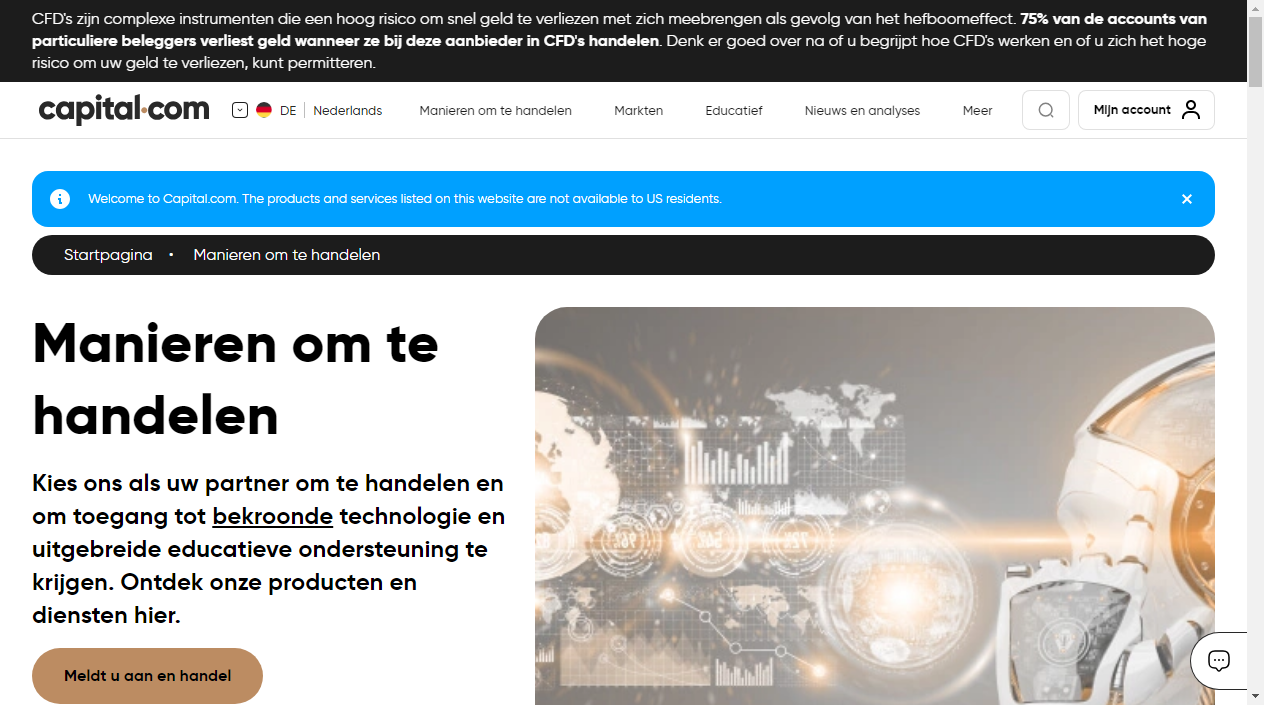 CFD's zijn complexe instrumenten die een hoog risico om snel geld te verliezen met zich meebrengen als gevolg van het hefboomeffect. 75% van de accounts van
particuliere beleggers verliest geld wanneer ze bij deze aanbieder in CFD's handelen. Denk er goed over na of u begrijpt hoe CFD's werken en of u zich het hoge
risico om uw geld te verliezen, kunt permitteren.
capital.com DE Nederlands Manieren om te handelen Markten Educatief Nieuws en analyses Meer Mijn account
Welcome to Capital.com. The products and services listed on this website are not available to US residents.
Startpagina • Manieren om te handelen
Manieren om te
handelen
Kies ons als uw partner om te handelen en
om toegang tot bekroonde technologie en
uitgebreide educatieve ondersteuning te
krijgen. Ontdek onze producten en
diensten hier.
Meldt u aan en handel